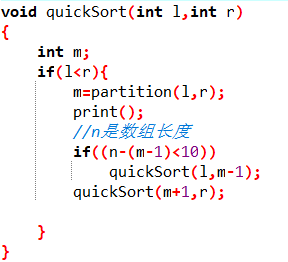 void quickSort(int l,int r)
{
    int m;
    if(l<r){
        m=partition(l,r);
        print();
        //n是数组长度
        if((n-(m-1)<10))
            quickSort(l,m-1);
        quickSort(m+1,r);
    }
}